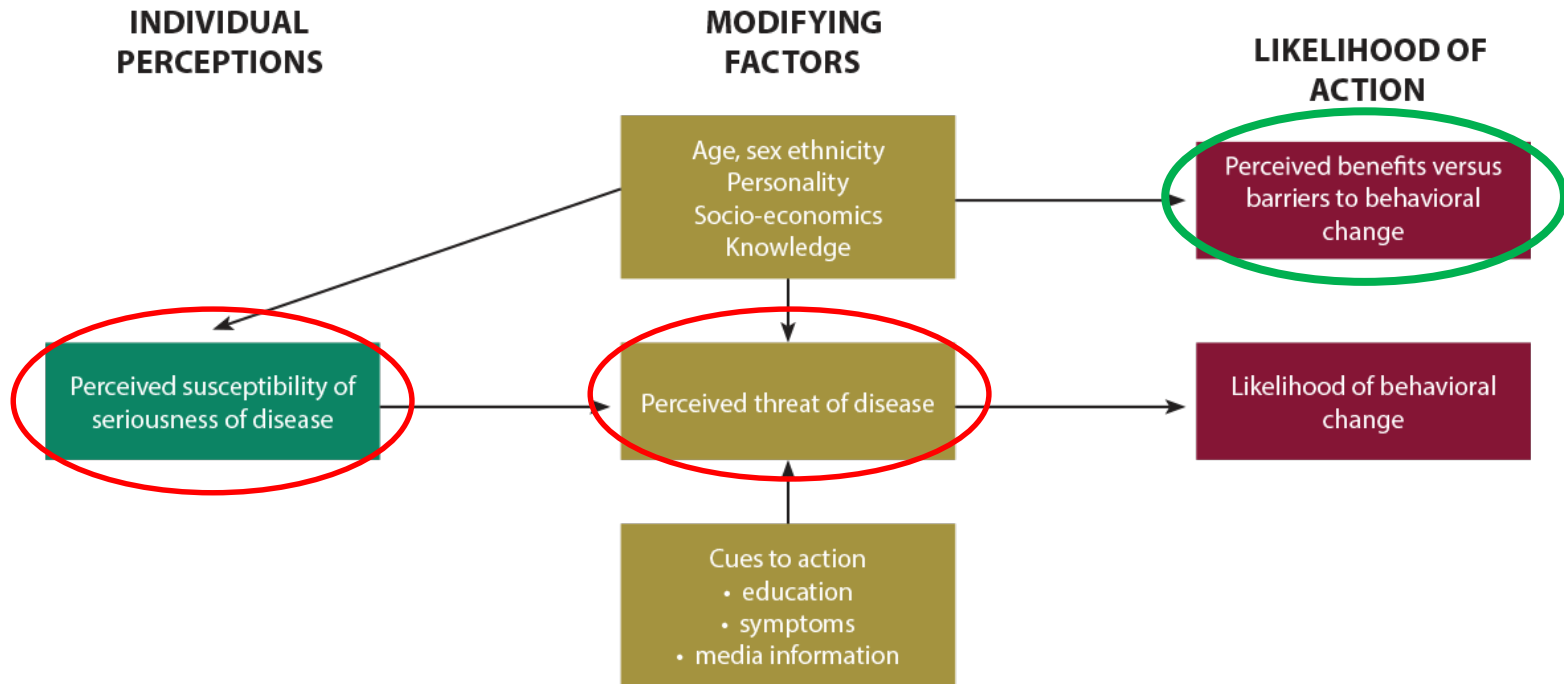 INDIVIDUAL
PERCEPTIONS
MODIFYING
FACTORS
LIKELIHOOD OF
ACTION
Age, sex ethnicity
Personality
Socio-economics
Knowledge
Perceived benefits versus
barriers to behavioral
change
Perceived susceptibility of
seriousness of disease
Perceived threat of disease
Likelihood of behavioral
change
Cues to action
• education
• symptoms
• media information